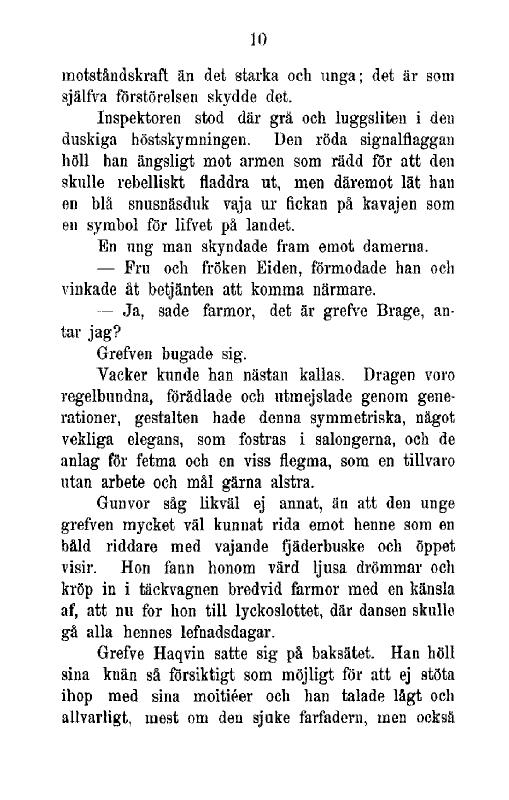 10
motståndskraft än det starka och unga; det är som
själfva förstörelsen skydde det.
Inspektoren stod där grå och luggsliten i den
duskiga höstskymningen. Den röda signalflaggan
höll han ängsligt mot armen som rädd för att den
skulle rebelliskt fladdra ut, men däremot lät han
en blå snusnäsduk vaja ur fickan på kavajen som
en symbol för lifvet på landet.
En ung man skyndade fram emot damerna.
— Fru och fröken Eiden, förmodade han och
vinkade åt betjänten att komma närmare.
— Ja, sade farmor, det är grefve Brage, an-
tar jag?
Grefven bugade sig.
Vacker kunde han nästan kallas. Dragen voro
regelbundna, förädlade och utmejslade genom gene-
rationer, gestalten hade denna symmetriska, något
vekliga elegans, som fostras i salongerna, och de
anlag för fetma och en viss flegma, som en tillvaro
utan arbete och mål gärna alstra.
Gunvor såg likväl ej annat, än att den unge
grefven mycket väl kunnat rida emot henne som en
båld riddare med vajande fjäderbuske och öppet
visir. Hon fann honom värd ljusa drömmar och
kröp in i täckvagnen bredvid farmor med en känsla
af, att nu for hon till lyckoslottet, där dansen skulle
gå alla hennes lefnadsdagar.
Grefve Haqvin satte sig på baksätet. Han höll
sina knän så försiktigt som möjligt för att ej stöta
ihop med sina moitiéer och han talade lågt och
allvarligt, mest om den sjuke farfadern, men också